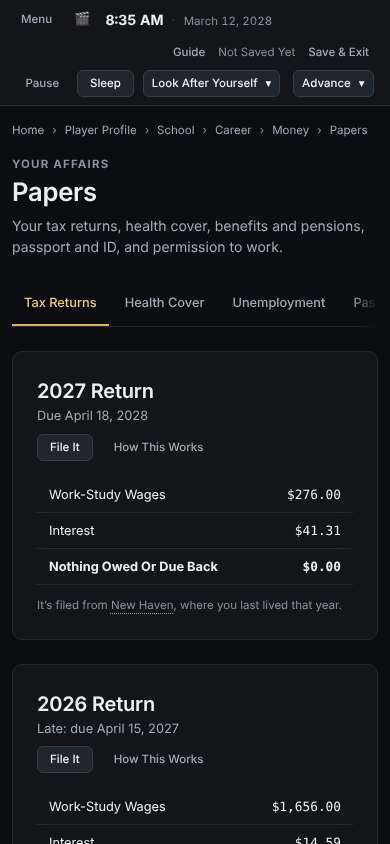 Menu 🎬 8:35 AM · March 12, 2028
Guide Not Saved Yet Save & Exit
Pause Sleep Look After Yourself ▾ Advance ▾
Home › Player Profile › School › Career › Money › Papers
YOUR AFFAIRS
Papers
Your tax returns, health cover, benefits and pensions,
passport and ID, and permission to work.
Tax Returns Health Cover Unemployment Pas
2027 Return
Due April 18, 2028
File It How This Works
Work-Study Wages $276.00
Interest $41.31
Nothing Owed Or Due Back $0.00
It's filed from New Haven, where you last lived that year.
2026 Return
Late: due April 15, 2027
File It How This Works
Work-Study Wages $1,656.00
Interest $14.59